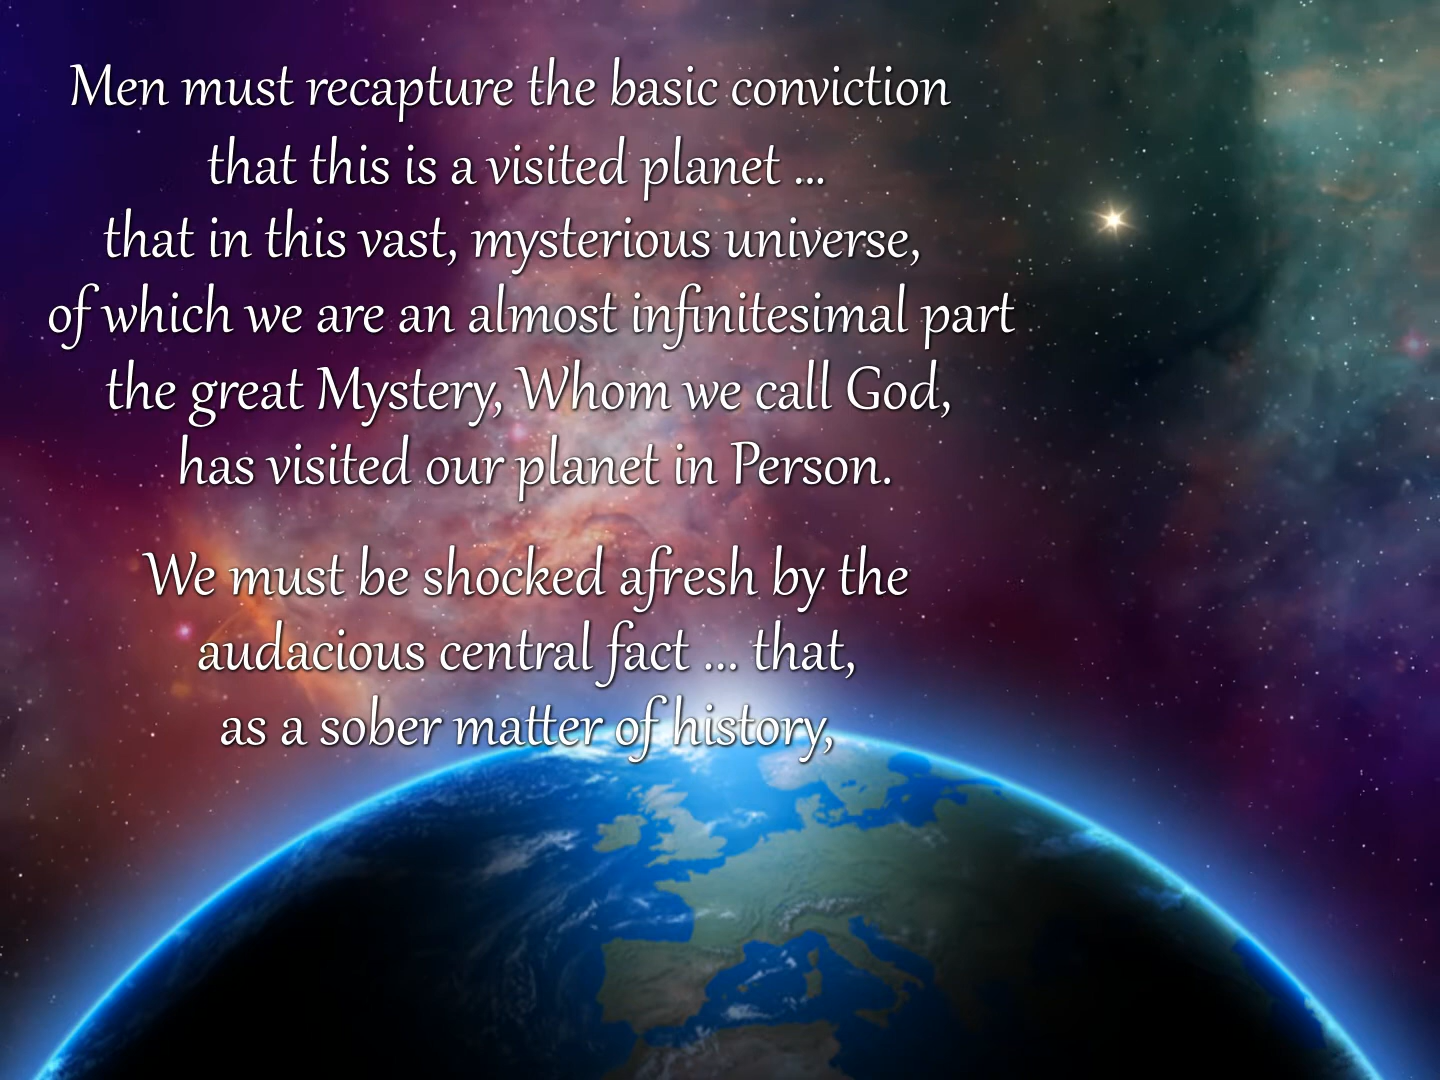 Men must recapture the basic conviction
that this is a visited planet ...
that in this vast, mysterious universe,
of which we are an almost infinitesimal part
the great Mystery, Whom we call God,
has visited our planet in Person.
We must be shocked afresh by the
audacious central fact ... that,
as a sober matter of history,